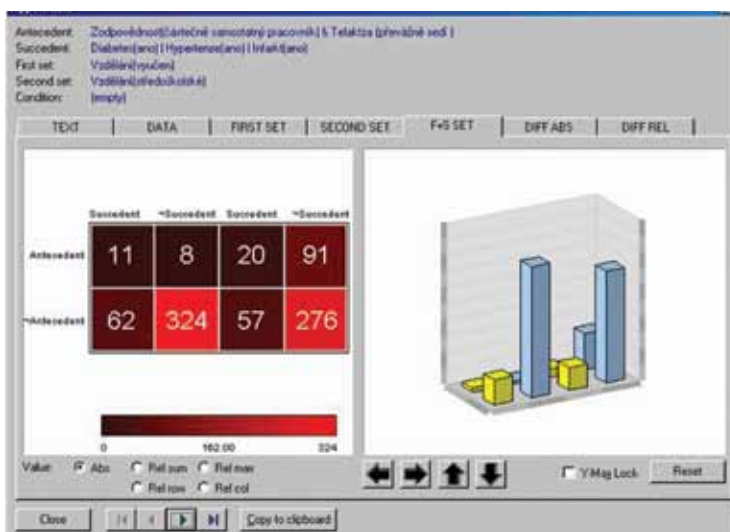 Antecedent: Zodpovědnost(částečně samostatný pracovník) & Telaktza (převážně sedí )
Succedent: Diabetes(ano) | Hypertenze(ano) | Infarkt(ano)
First set: Vzdělání(vyučen)
Second set: Vzdělání(středoškolské)
Condition: (empty)
TEXT DATA FIRST SET SECOND SET F+S SET DIFF ABS DIFF REL
Succedent ¬Succedent Succedent ¬Succedent
Antecedent 11 8 20 91
¬Antecedent 62 324 57 276
0 162.00 324
Value: Abs Rel sum Rel max
Rel row Rel col
Y-Mag Lock Reset
Close Copy to clipboard